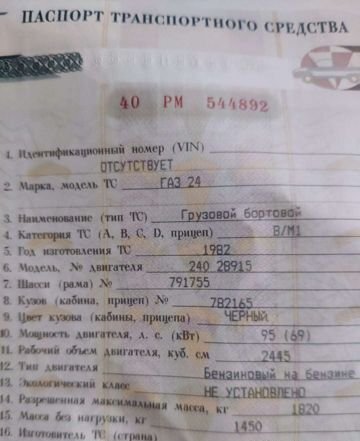 ПАСПОРТ ТРАНСПОРТНОГО СРЕДСТВА
40 РМ 544892
1. Идентификационный номер (VIN)
ОТСУТСТВУЕТ
2. Марка, модель ТС ГАЗ 24
3. Наименование (тип ТС) Грузовой бортовой
4. Категория ТС (А, В, С, D, прицеп) В/М1
5. Год изготовления ТС 1982
6. Модель, № двигателя 240 28915
7. Шасси (рама) № 791755
8. Кузов (кабина, прицеп) № 782165
9. Цвет кузова (кабины, прицепа) ЧЕРНЫЙ
10. Мощность двигателя, л. с. (кВт) 95 (69)
11. Рабочий объем двигателя, куб. см 2445
12. Тип двигателя Бензиновый на бензине
13. Экологический класс НЕ УСТАНОВЛЕНО
14. Разрешенная максимальная масса, кг 1820
15. Масса без нагрузки, кг 1450
16. Изготовитель ТС (страна)